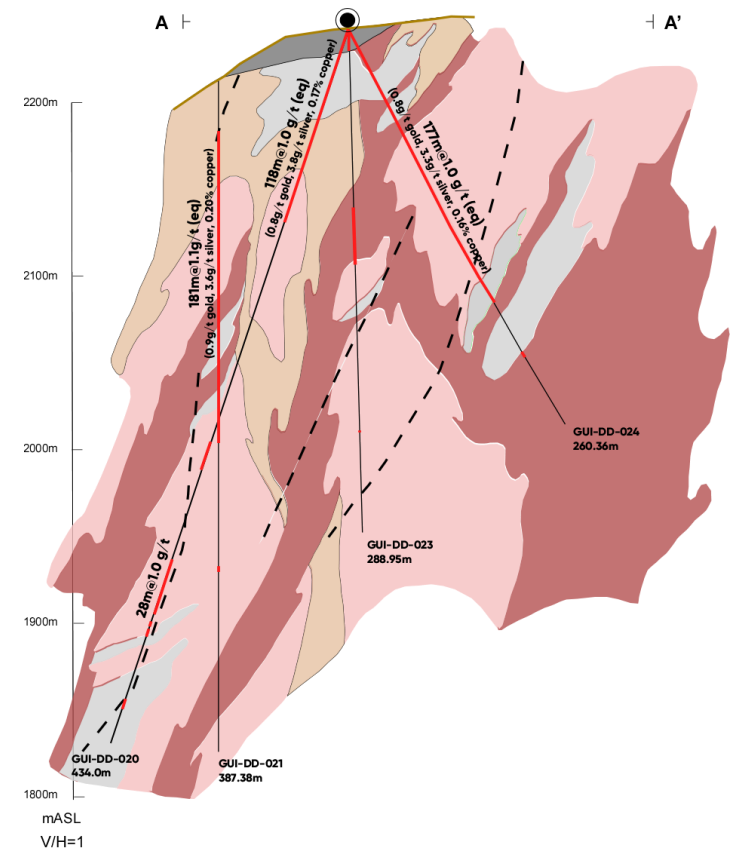 A
A'
2200m
2100m
2000m
1900m
1800m
mASL
V/H=1
181m@1.1g/t (eq)
(0.9g/t gold, 3.6g/t silver, 0.20% copper)
118m@1.0 g/t (eq)
(0.8g/t gold, 3.8g/t silver, 0.17% copper)
177m@1.0 g/t (eq)
(0.8g/t gold, 3.3g/t silver, 0.16% copper)
28m@1.0 g/t
GUI-DD-024
260.36m
GUI-DD-023
288.95m
GUI-DD-020
434.0m
GUI-DD-021
387.38m